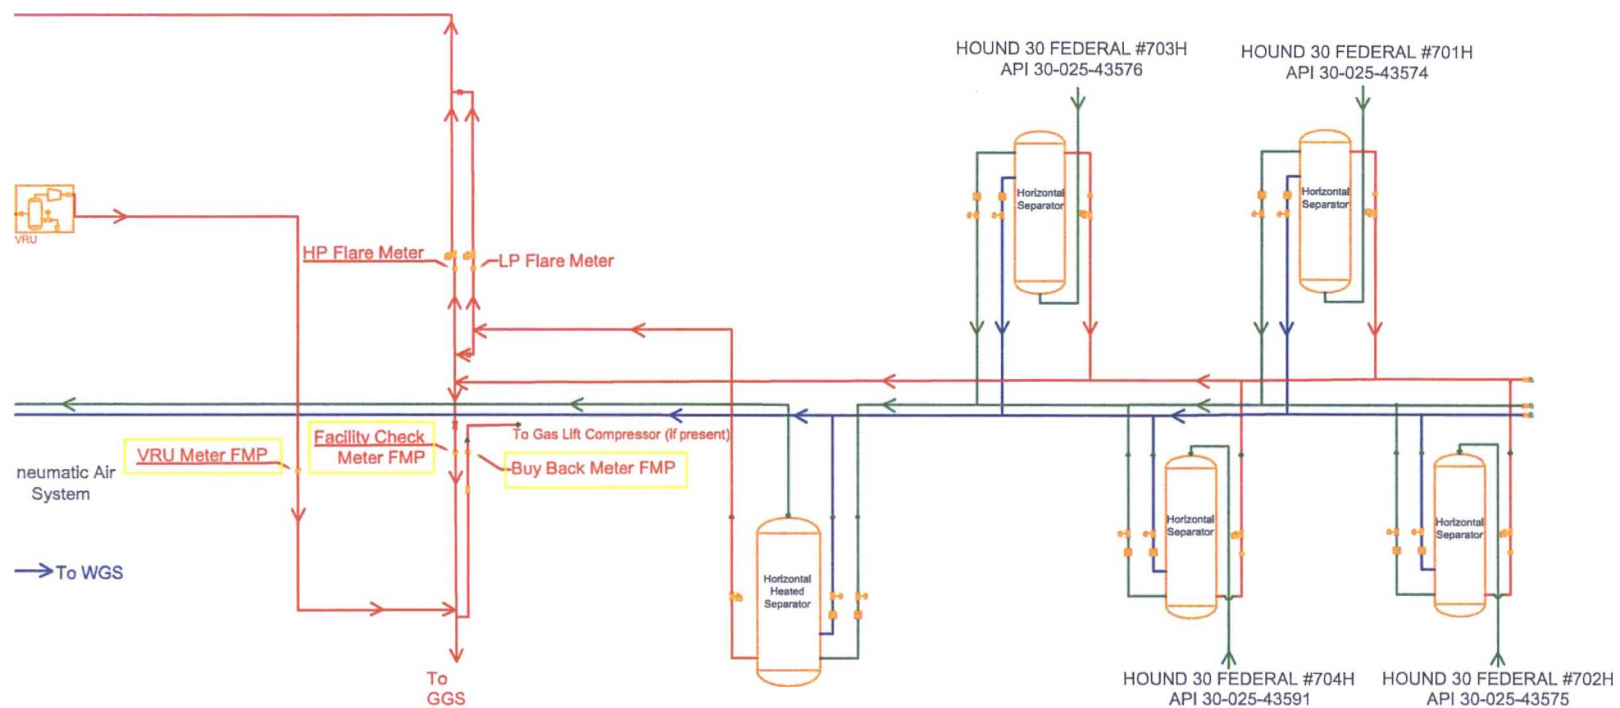 HOUND 30 FEDERAL #703H
API 30-025-43576
HOUND 30 FEDERAL #701H
API 30-025-43574
Horizontal
Separator
Horizontal
Separator
VRU
HP Flare Meter
LP Flare Meter
To Gas Lift Compressor (if present)
Facility Check
Meter FMP
VRU Meter FMP
Buy Back Meter FMP
neumatic Air
System
To WGS
Horizontal
Heated
Separator
Horizontal
Separator
Horizontal
Separator
To
GGS
HOUND 30 FEDERAL #704H
API 30-025-43591
HOUND 30 FEDERAL #702H
API 30-025-43575